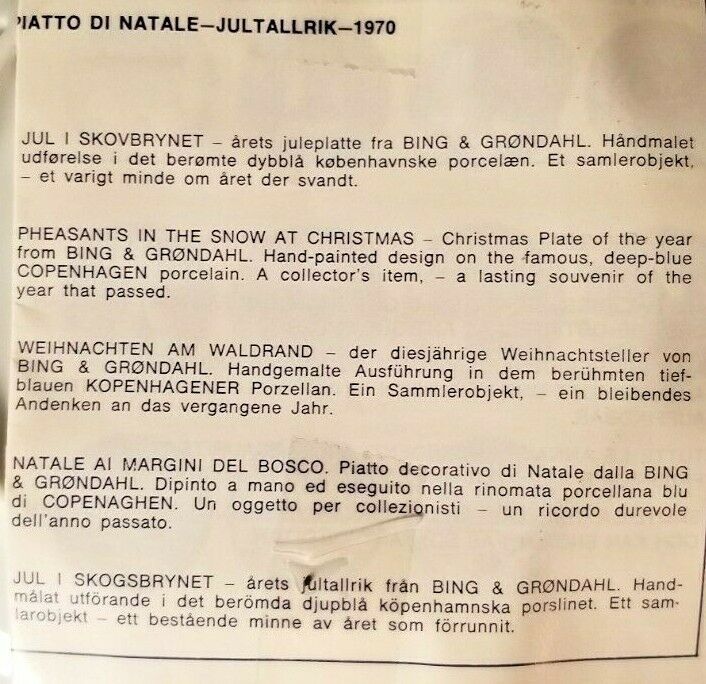 PIATTO DI NATALE—JULTALLRIK—1970
JUL I SKOVBRYNET – årets juleplatte fra BING & GRØNDAHL. Håndmalet
udførelse i det berømte dybblå københavnske porcelæn. Et samlerobjekt,
– et varigt minde om året der svandt.
PHEASANTS IN THE SNOW AT CHRISTMAS – Christmas Plate of the year
from BING & GRØNDAHL. Hand-painted design on the famous, deep-blue
COPENHAGEN porcelain. A collector's item, – a lasting souvenir of the
year that passed.
WEIHNACHTEN AM WALDRAND – der diesjährige Weihnachtsteller von
BING & GRØNDAHL. Handgemalte Ausführung in dem berühmten tief-
blauen KOPENHAGENER Porzellan. Ein Sammlerobjekt, – ein bleibendes
Andenken an das vergangene Jahr.
NATALE AI MARGINI DEL BOSCO. Piatto decorativo di Natale dalla BING
& GRØNDAHL. Dipinto a mano ed eseguito nella rinomata porcellana blu
di COPENAGHEN. Un oggetto per collezionisti – un ricordo durevole
dell'anno passato.
JUL I SKOGSBRYNET – årets jultallrik från BING & GRØNDAHL. Hand-
målat utförande i det berömda djupblå köpenhamnska porslinet. Ett sam-
larobjekt – ett bestående minne av året som förrunnit.